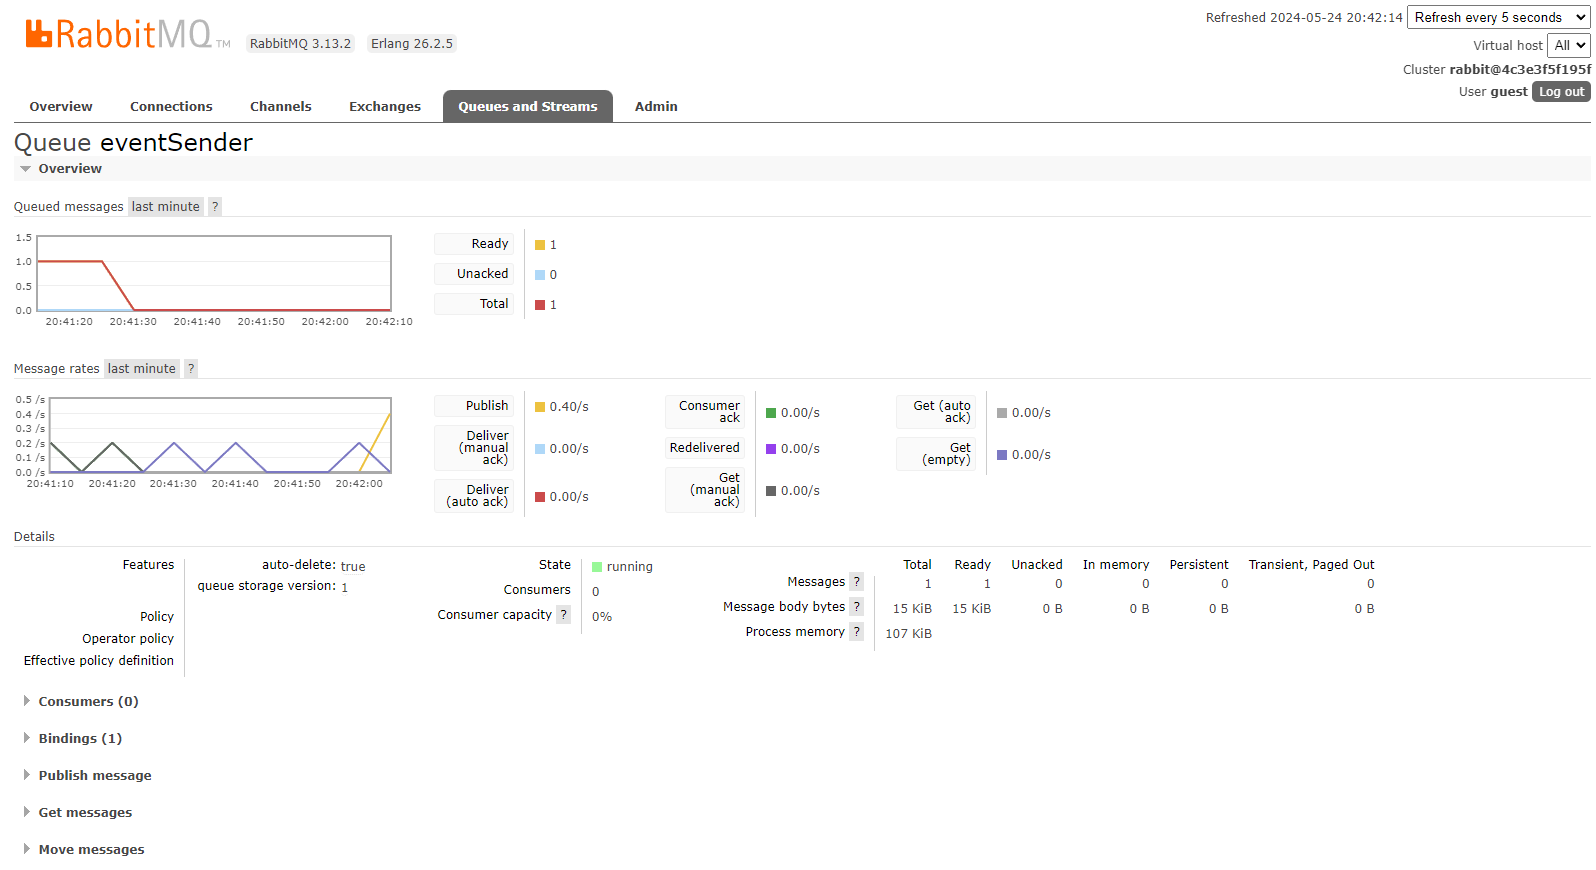 RabbitMQ TM RabbitMQ 3.13.2 Erlang 26.2.5
Refreshed 2024-05-24 20:42:14 Refresh every 5 seconds
Virtual host All
Cluster rabbit@4c3e3f5f195f
User guest Log out
Overview Connections Channels Exchanges Queues and Streams Admin
Queue eventSender
Overview
Queued messages last minute ?
1.5
1.0
0.5
0.0
20:41:20 20:41:30 20:41:40 20:41:50 20:42:00 20:42:10
Ready 1
Unacked 0
Total 1
Message rates last minute ?
0.5 /s
0.4 /s
0.3 /s
0.2 /s
0.1 /s
0.0 /s
20:41:10 20:41:20 20:41:30 20:41:40 20:41:50 20:42:00
Publish 0.40/s
Deliver
(manual
ack)
0.00/s
Deliver
(auto ack)
0.00/s
Consumer
ack
0.00/s
Redelivered 0.00/s
Get
(manual
ack)
0.00/s
Get (auto
ack)
0.00/s
Get
(empty)
0.00/s
Details
Features auto-delete: true
queue storage version: 1
Policy
Operator policy
Effective policy definition
State running
Consumers 0
Consumer capacity ? 0%
Total Ready Unacked In memory Persistent Transient, Paged Out
Messages ? 1 1 0 0 0 0
Message body bytes ? 15 KiB 15 KiB 0 B 0 B 0 B 0 B
Process memory ? 107 KiB
Consumers (0)
Bindings (1)
Publish message
Get messages
Move messages